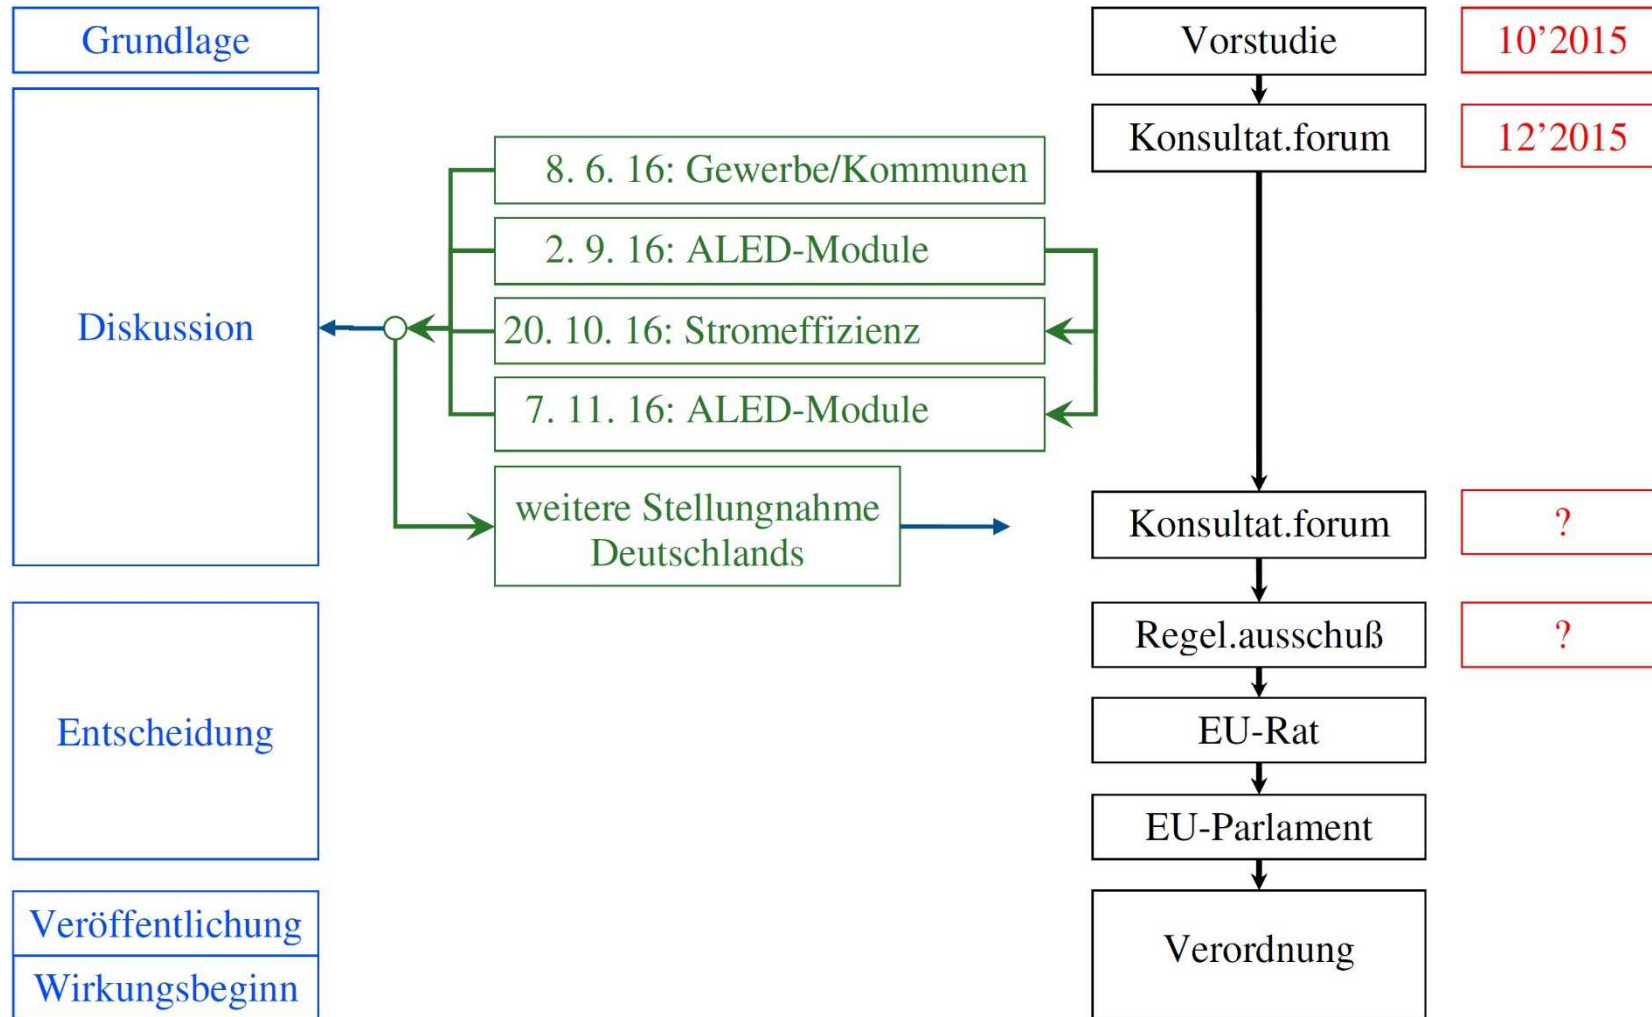 Grundlage
Vorstudie
10’2015
Konsultat.forum
12’2015
Diskussion
8. 6. 16: Gewerbe/Kommunen
2. 9. 16: ALED-Module
20. 10. 16: Stromeffizienz
7. 11. 16: ALED-Module
weitere Stellungnahme
Deutschlands
Konsultat.forum
?
Entscheidung
Regel.ausschuß
?
EU-Rat
EU-Parlament
Veröffentlichung
Wirkungsbeginn
Verordnung